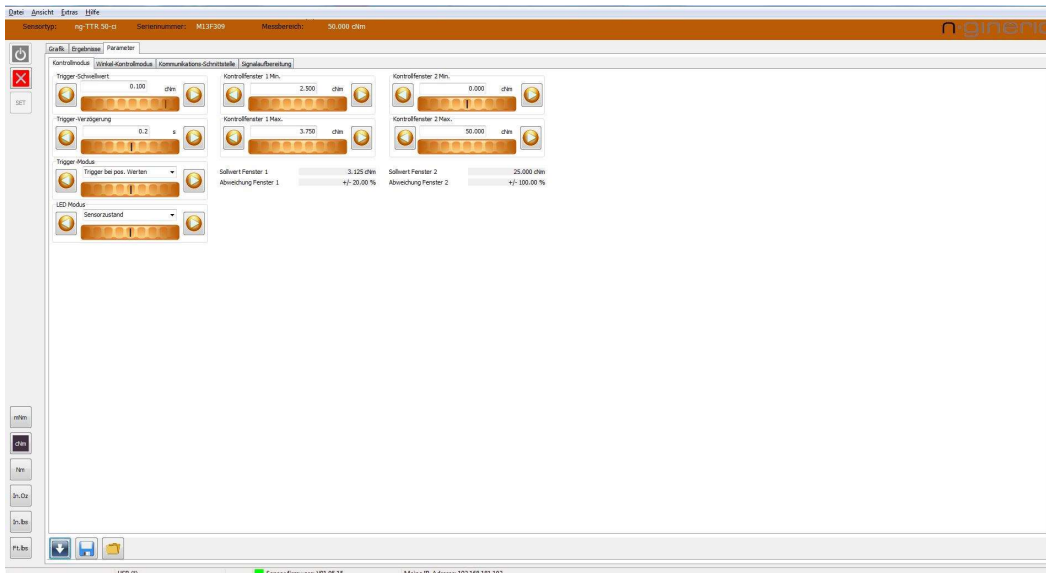 Datei Ansicht Extras Hilfe
Sensortyp: ng-TTR 50-ci Seriennummer: M13F309 Messbereich: 50.000 cNm
n-gineric
Grafik Ergebnisse Parameter
Kontrollmodus Winkel-Kontrollmodus Kommunikations-Schnittstelle Signalaufbereitung
SET
Trigger-Schwellwert
0.100 cNm
Kontrollfenster 1 Min.
2.500 cNm
Kontrollfenster 2 Min.
0.000 cNm
Trigger-Verzögerung
0.2 s
Kontrollfenster 1 Max.
3.750 cNm
Kontrollfenster 2 Max.
50.000 cNm
Trigger-Modus
Trigger bei pos. Werten
Sollwert Fenster 1 3.125 cNm
Abweichung Fenster 1 +/- 20.00 %
Sollwert Fenster 2 25.000 cNm
Abweichung Fenster 2 +/- 100.00 %
LED Modus
Sensorzustand
mNm
cNm
Nm
In.Oz
In.lbs
Ft.lbs